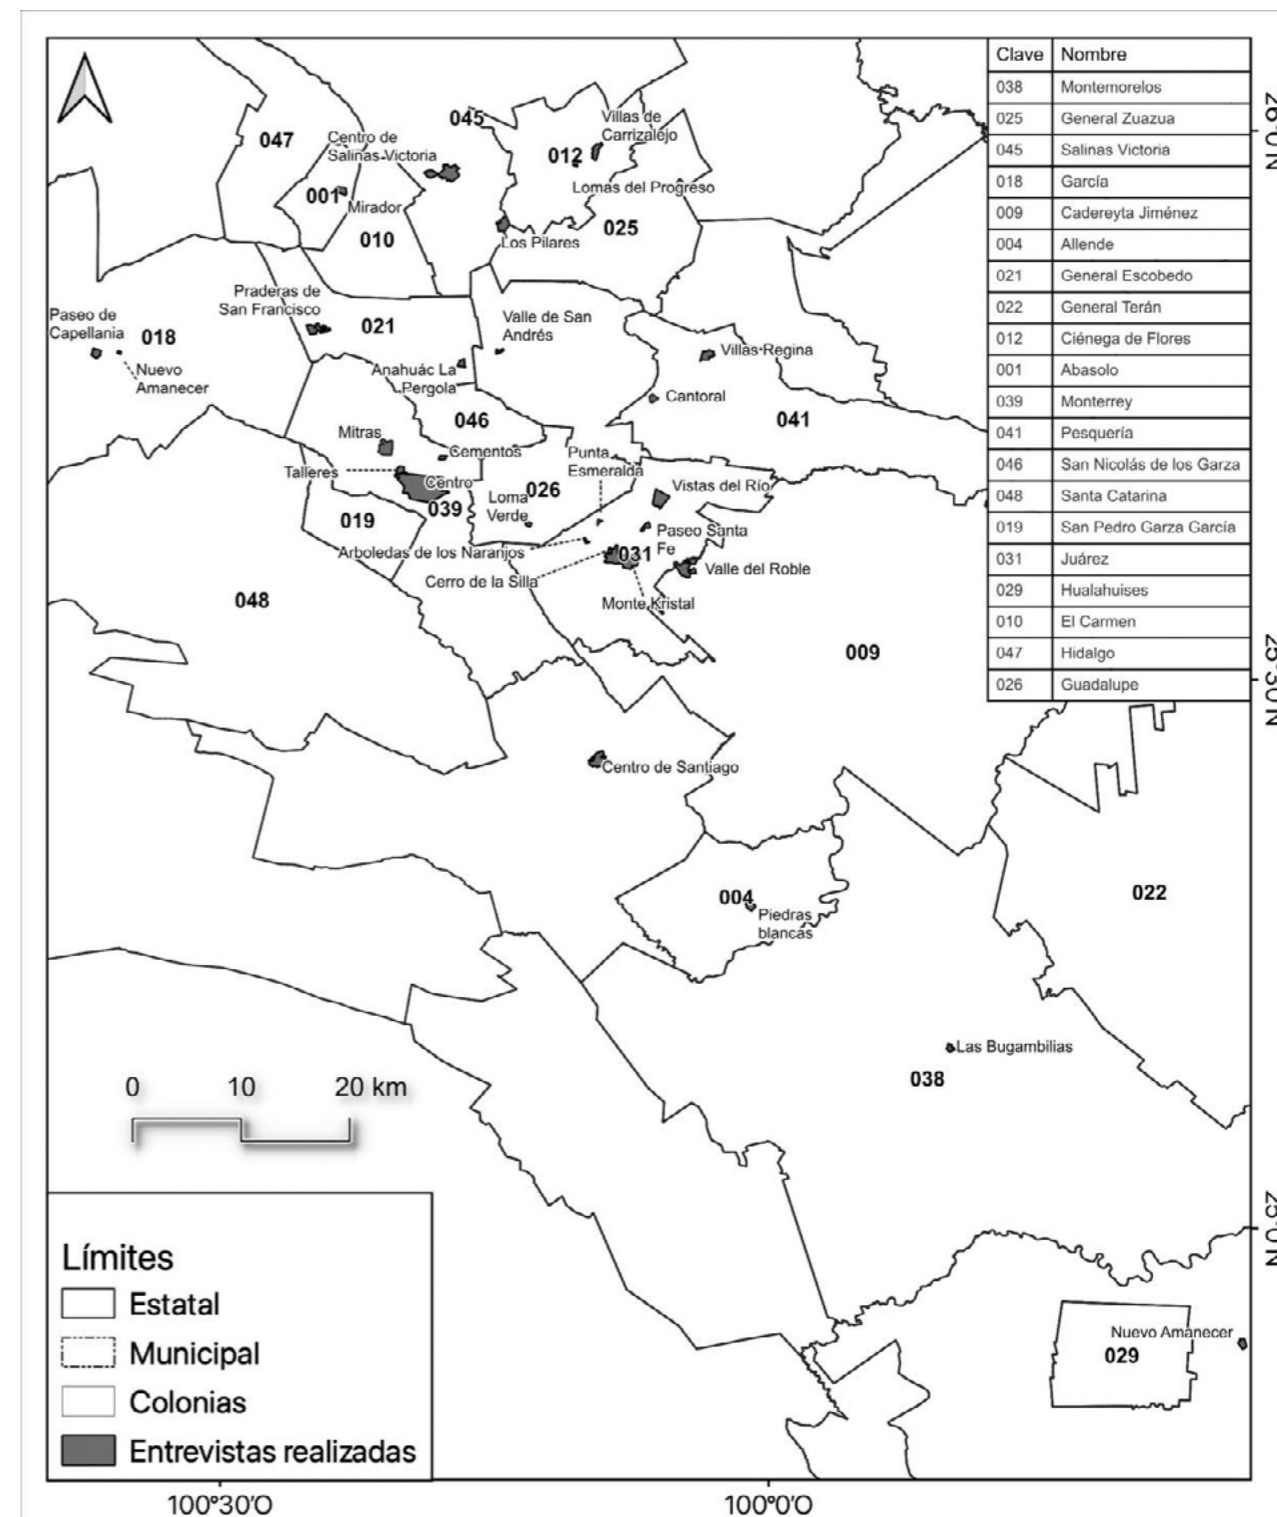 Clave Nombre
038 Montemorelos
025 General Zuazua
045 Salinas Victoria
018 García
009 Cadereyta Jiménez
004 Allende
021 General Escobedo
022 General Terán
012 Ciénega de Flores
001 Abasolo
039 Monterrey
041 Pesquería
046 San Nicolás de los Garza
048 Santa Catarina
019 San Pedro Garza García
031 Juárez
029 Hualahuises
010 El Carmen
047 Hidalgo
026 Guadalupe
26°0'N
25°30'N
25°0'N
045
Villas de
Carrizalejo
047
Centro de
Salinas Victoria
012
001
Lomas del Progreso
Mirador
025
010
Los Pilares
Praderas de
San Francisco
Paseo de
Capellania
018
021
Valle de San
Andrés
Nuevo
Amanecer
Anahuác La
Pergola
Villas Regina
Cantoral
046
041
Mitras
Cementos
Punta
Esmeralda
Talleres
Centro
026
Vistas del Río
Loma
Verde
039
019
Paseo Santa
Fe
Arboledas de los Naranjos
031
Valle del Roble
Cerro de la Silla
048
Monte Kristal
009
Centro de Santiago
004
022
Piedras
blancas
Las Bugambilias
038
0 10 20 km
Límites
Estatal
Municipal
Colonias
Entrevistas realizadas
Nuevo Amanecer
029
100°30'O
100°0'O